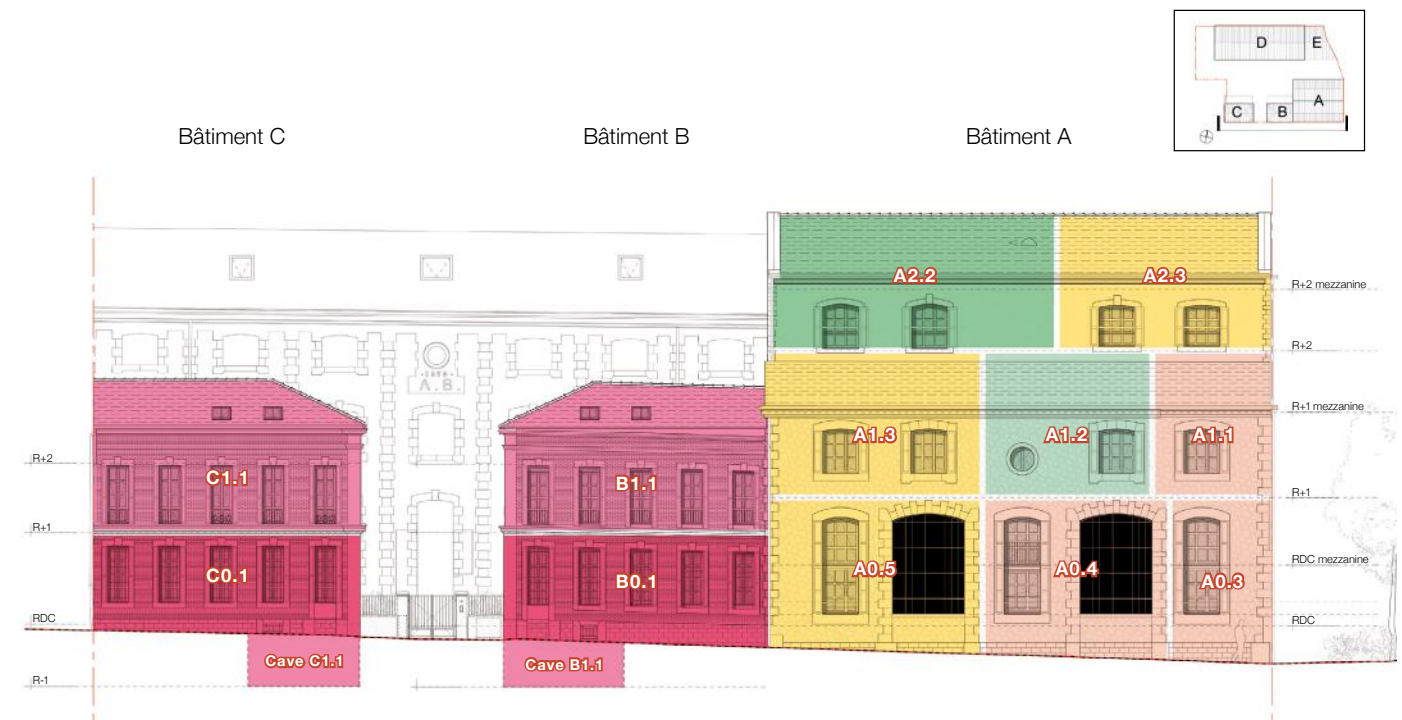 D E
A
C B
Bâtiment C Bâtiment B Bâtiment A
A2.2 A2.3
R+2 mezzanine
R+2
A.B.
R+1 mezzanine
A1.3 A1.2 A1.1
R+2
C1.1 B1.1
R+1
R+1
RDC mezzanine
C0.1 B0.1 A0.5 A0.4 A0.3
RDC RDC
Cave C1.1 Cave B1.1
R-1